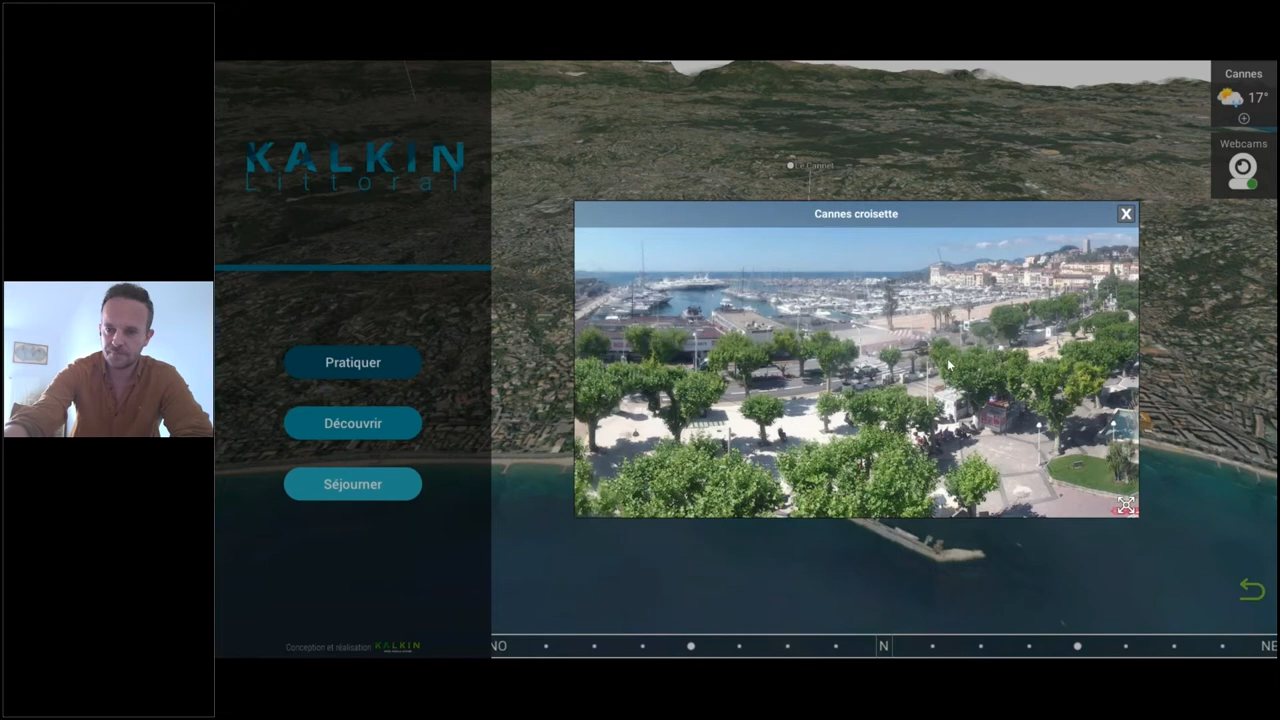 KALKIN
Littoral
Pratiquer
Découvrir
Séjourner
Conception et réalisation KALKIN
Le Cannet
Cannes croisette
X
Cannes
17°
Webcams
NO
N
NE